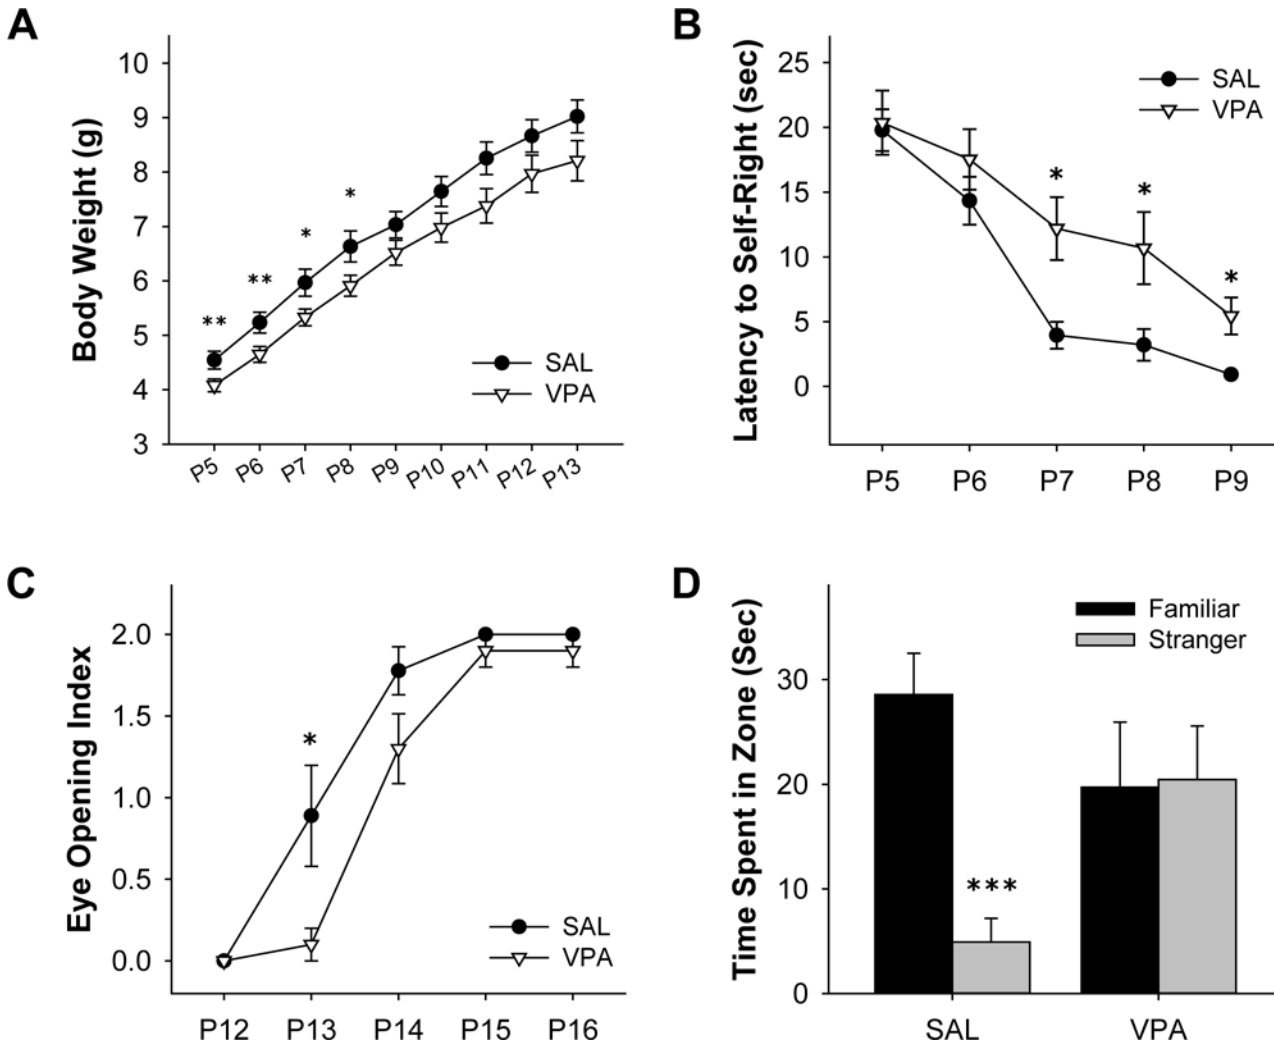 A
Body Weight (g)
10
9
8
7
6
5
4
3
**
**
*
*
SAL
VPA
P5 P6 P7 P8 P9 P10 P11 P12 P13
B
Latency to Self-Right (sec)
25
20
15
10
5
0
SAL
VPA
*
*
*
P5 P6 P7 P8 P9
C
Eye Opening Index
2.0
1.5
1.0
0.5
0.0
*
SAL
VPA
P12 P13 P14 P15 P16
D
Time Spent in Zone (Sec)
30
20
10
0
Familiar
Stranger
***
SAL VPA